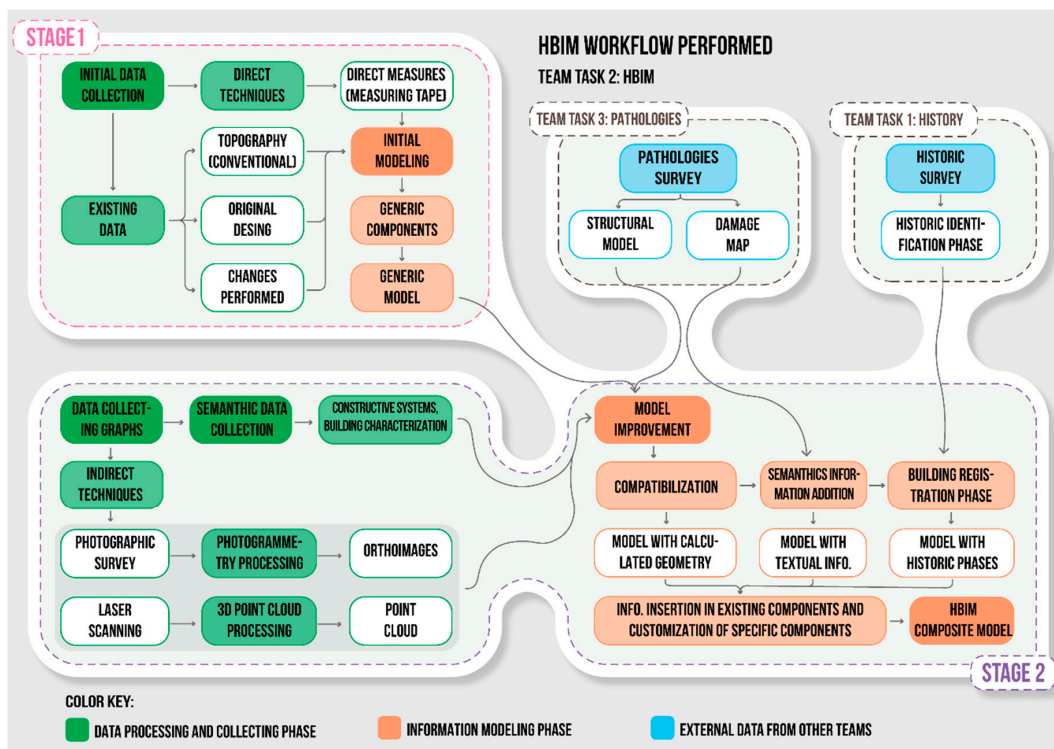 STAGE1
INITIAL DATA
COLLECTION
DIRECT
TECHNIQUES
DIRECT MEASURES
(MEASURING TAPE)
TOPOGRAPHY
(CONVENTIONAL)
INITIAL
MODELING
EXISTING
DATA
ORIGINAL
DESING
GENERIC
COMPONENTS
CHANGES
PERFORMED
GENERIC
MODEL
HBIM WORKFLOW PERFORMED
TEAM TASK 2: HBIM
TEAM TASK 3: PATHOLOGIES
PATHOLOGIES
SURVEY
STRUCTURAL
MODEL
DAMAGE
MAP
TEAM TASK 1: HISTORY
HISTORIC
SURVEY
HISTORIC IDENTI-
FICATION PHASE
DATA COLLECT-
ING GRAPHS
SEMANTHIC DATA
COLLECTION
CONSTRUCTIVE SYSTEMS,
BUILDING CHARACTERIZATION
INDIRECT
TECHNIQUES
PHOTOGRAPHIC
SURVEY
PHOTOGRAMME-
TRY PROCESSING
ORTHOIMAGES
LASER
SCANNING
3D POINT CLOUD
PROCESSING
POINT
CLOUD
MODEL
IMPROVEMENT
COMPATIBILIZATION
SEMANTHICS INFOR-
MATION ADDITION
BUILDING REGIS-
TRATION PHASE
MODEL WITH CALCU-
LATED GEOMETRY
MODEL WITH
TEXTUAL INFO.
MODEL WITH
HISTORIC PHASES
INFO. INSERTION IN EXISTING COMPONENTS AND
CUSTOMIZATION OF SPECIFIC COMPONENTS
HBIM
COMPOSITE MODEL
STAGE 2
COLOR KEY:
DATA PROCESSING AND COLLECTING PHASE
INFORMATION MODELING PHASE
EXTERNAL DATA FROM OTHER TEAMS